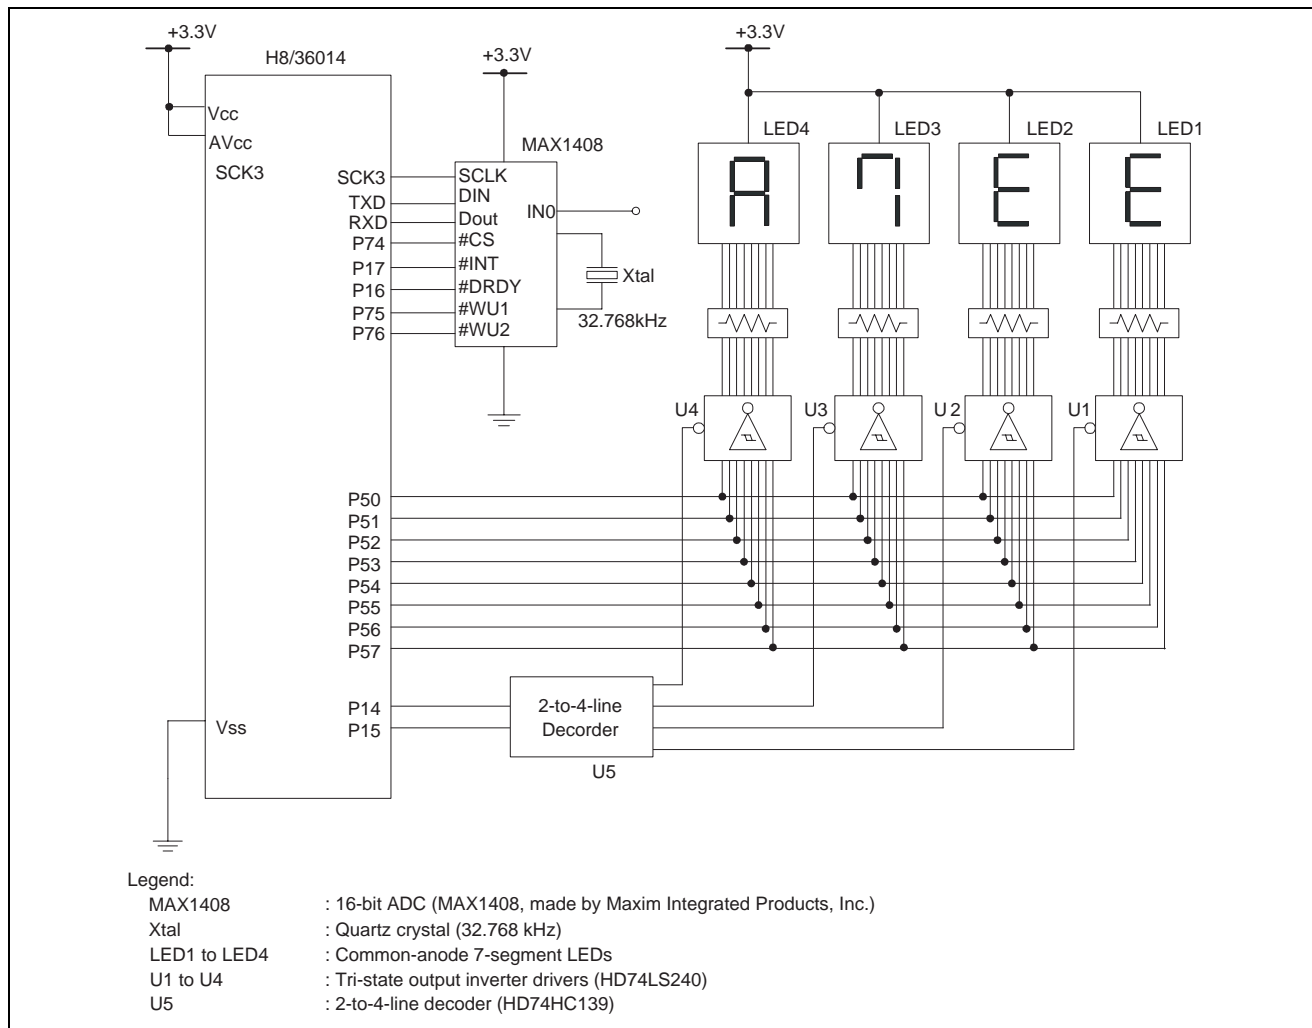 +3.3V
+3.3V
+3.3V
H8/36014
Vcc
AVcc
SCK3
Vss
SCK3
TXD
RXD
P74
P17
P16
P75
P76
MAX1408
SCLK
DIN
Dout
#CS
#INT
#DRDY
#WU1
#WU2
IN0
Xtal
32.768kHz
LED4
LED3
LED2
LED1
A 7 E E
U4
U3
U2
U1
P50
P51
P52
P53
P54
P55
P56
P57
P14
P15
2-to-4-line
Decorder
U5
Legend:
MAX1408 : 16-bit ADC (MAX1408, made by Maxim Integrated Products, Inc.)
Xtal : Quartz crystal (32.768 kHz)
LED1 to LED4 : Common-anode 7-segment LEDs
U1 to U4 : Tri-state output inverter drivers (HD74LS240)
U5 : 2-to-4-line decoder (HD74HC139)